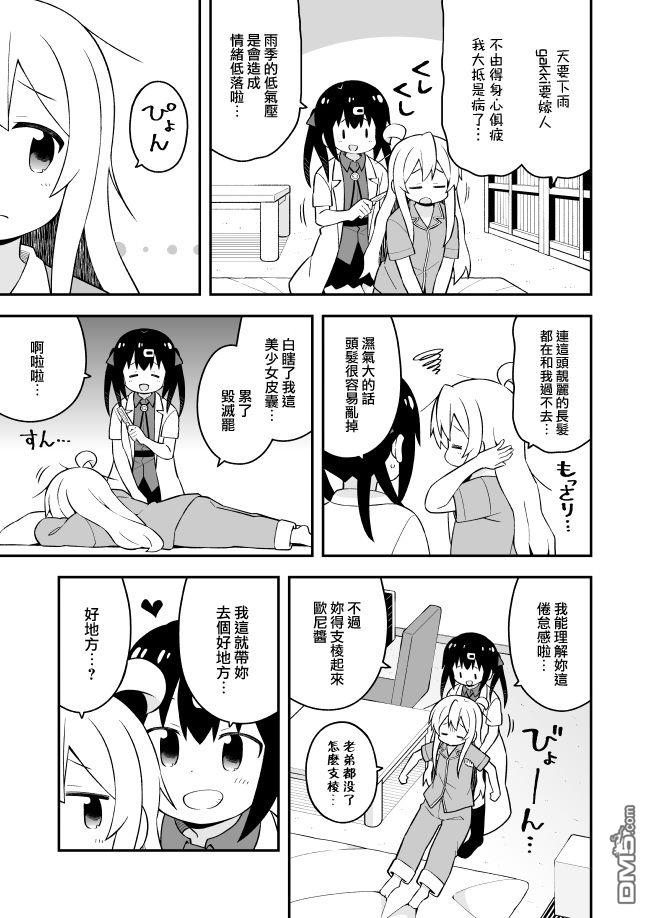 天要下雨
gakki要嫁人
不由得身心俱疲
我大抵是病了…
くしくし
雨季的低氣壓
是會造成
情緒低落啦…
ぴょん
連這頭靚麗的長髮
都在和我過不去…
もっさり…
濕氣大的話
頭髮很容易亂掉
白瞎了我這
美少女皮囊…
累了
毀滅罷
啊啦啦…
すん…
我能理解妳這
倦怠感啦…
不過
妳得支棱起來
歐尼醬
老弟都没了
怎麼支棱…
びょーん…
我這就帶妳
去個好地方…
好地方…?
DM5.com